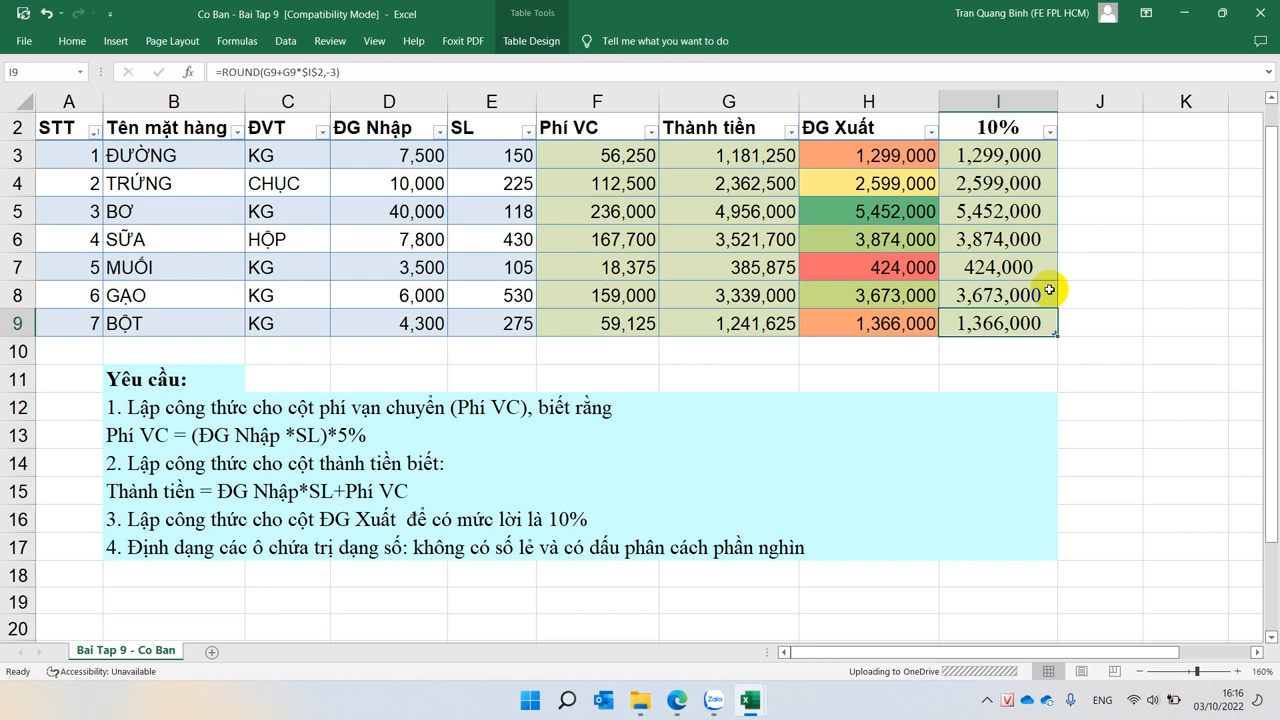 Co Ban - Bai Tap 9 [Compatibility Mode] - Excel
Table Tools
Tran Quang Binh (FE FPL HCM)
File Home Insert Page Layout Formulas Data Review View Help Foxit PDF Table Design Tell me what you want to do
I9 fx =ROUND(G9+G9*$I$2,-3)
A B C D E F G H I J K
2 STT Tên mặt hàng ĐVT ĐG Nhập SL Phí VC Thành tiền ĐG Xuất 10%
3 1 ĐƯỜNG KG 7,500 150 56,250 1,181,250 1,299,000 1,299,000
4 2 TRỨNG CHỤC 10,000 225 112,500 2,362,500 2,599,000 2,599,000
5 3 BƠ KG 40,000 118 236,000 4,956,000 5,452,000 5,452,000
6 4 SỮA HỘP 7,800 430 167,700 3,521,700 3,874,000 3,874,000
7 5 MUỐI KG 3,500 105 18,375 385,875 424,000 424,000
8 6 GẠO KG 6,000 530 159,000 3,339,000 3,673,000 3,673,000
9 7 BỘT KG 4,300 275 59,125 1,241,625 1,366,000 1,366,000
10
11 Yêu cầu:
12 1. Lập công thức cho cột phí vạn chuyển (Phí VC), biết rằng
13 Phí VC = (ĐG Nhập *SL)*5%
14 2. Lập công thức cho cột thành tiền biết:
15 Thành tiền = ĐG Nhập*SL+Phí VC
16 3. Lập công thức cho cột ĐG Xuất  để có mức lời là 10%
17 4. Định dạng các ô chứa trị dạng số: không có số lẻ và có dấu phân cách phần nghìn
18
19
20
Bai Tap 9 - Co Ban
Ready Accessibility: Unavailable Uploading to OneDrive 160%
Zalo ENG 16:16
03/10/2022